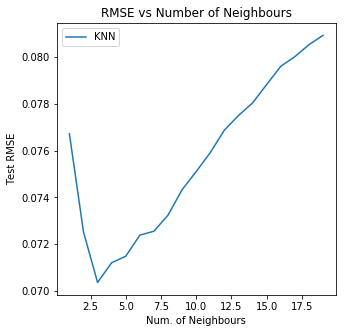 RMSE vs Number of Neighbours
KNN
0.080
0.078
0.076
0.074
0.072
0.070
Test RMSE
2.5 5.0 7.5 10.0 12.5 15.0 17.5
Num. of Neighbours